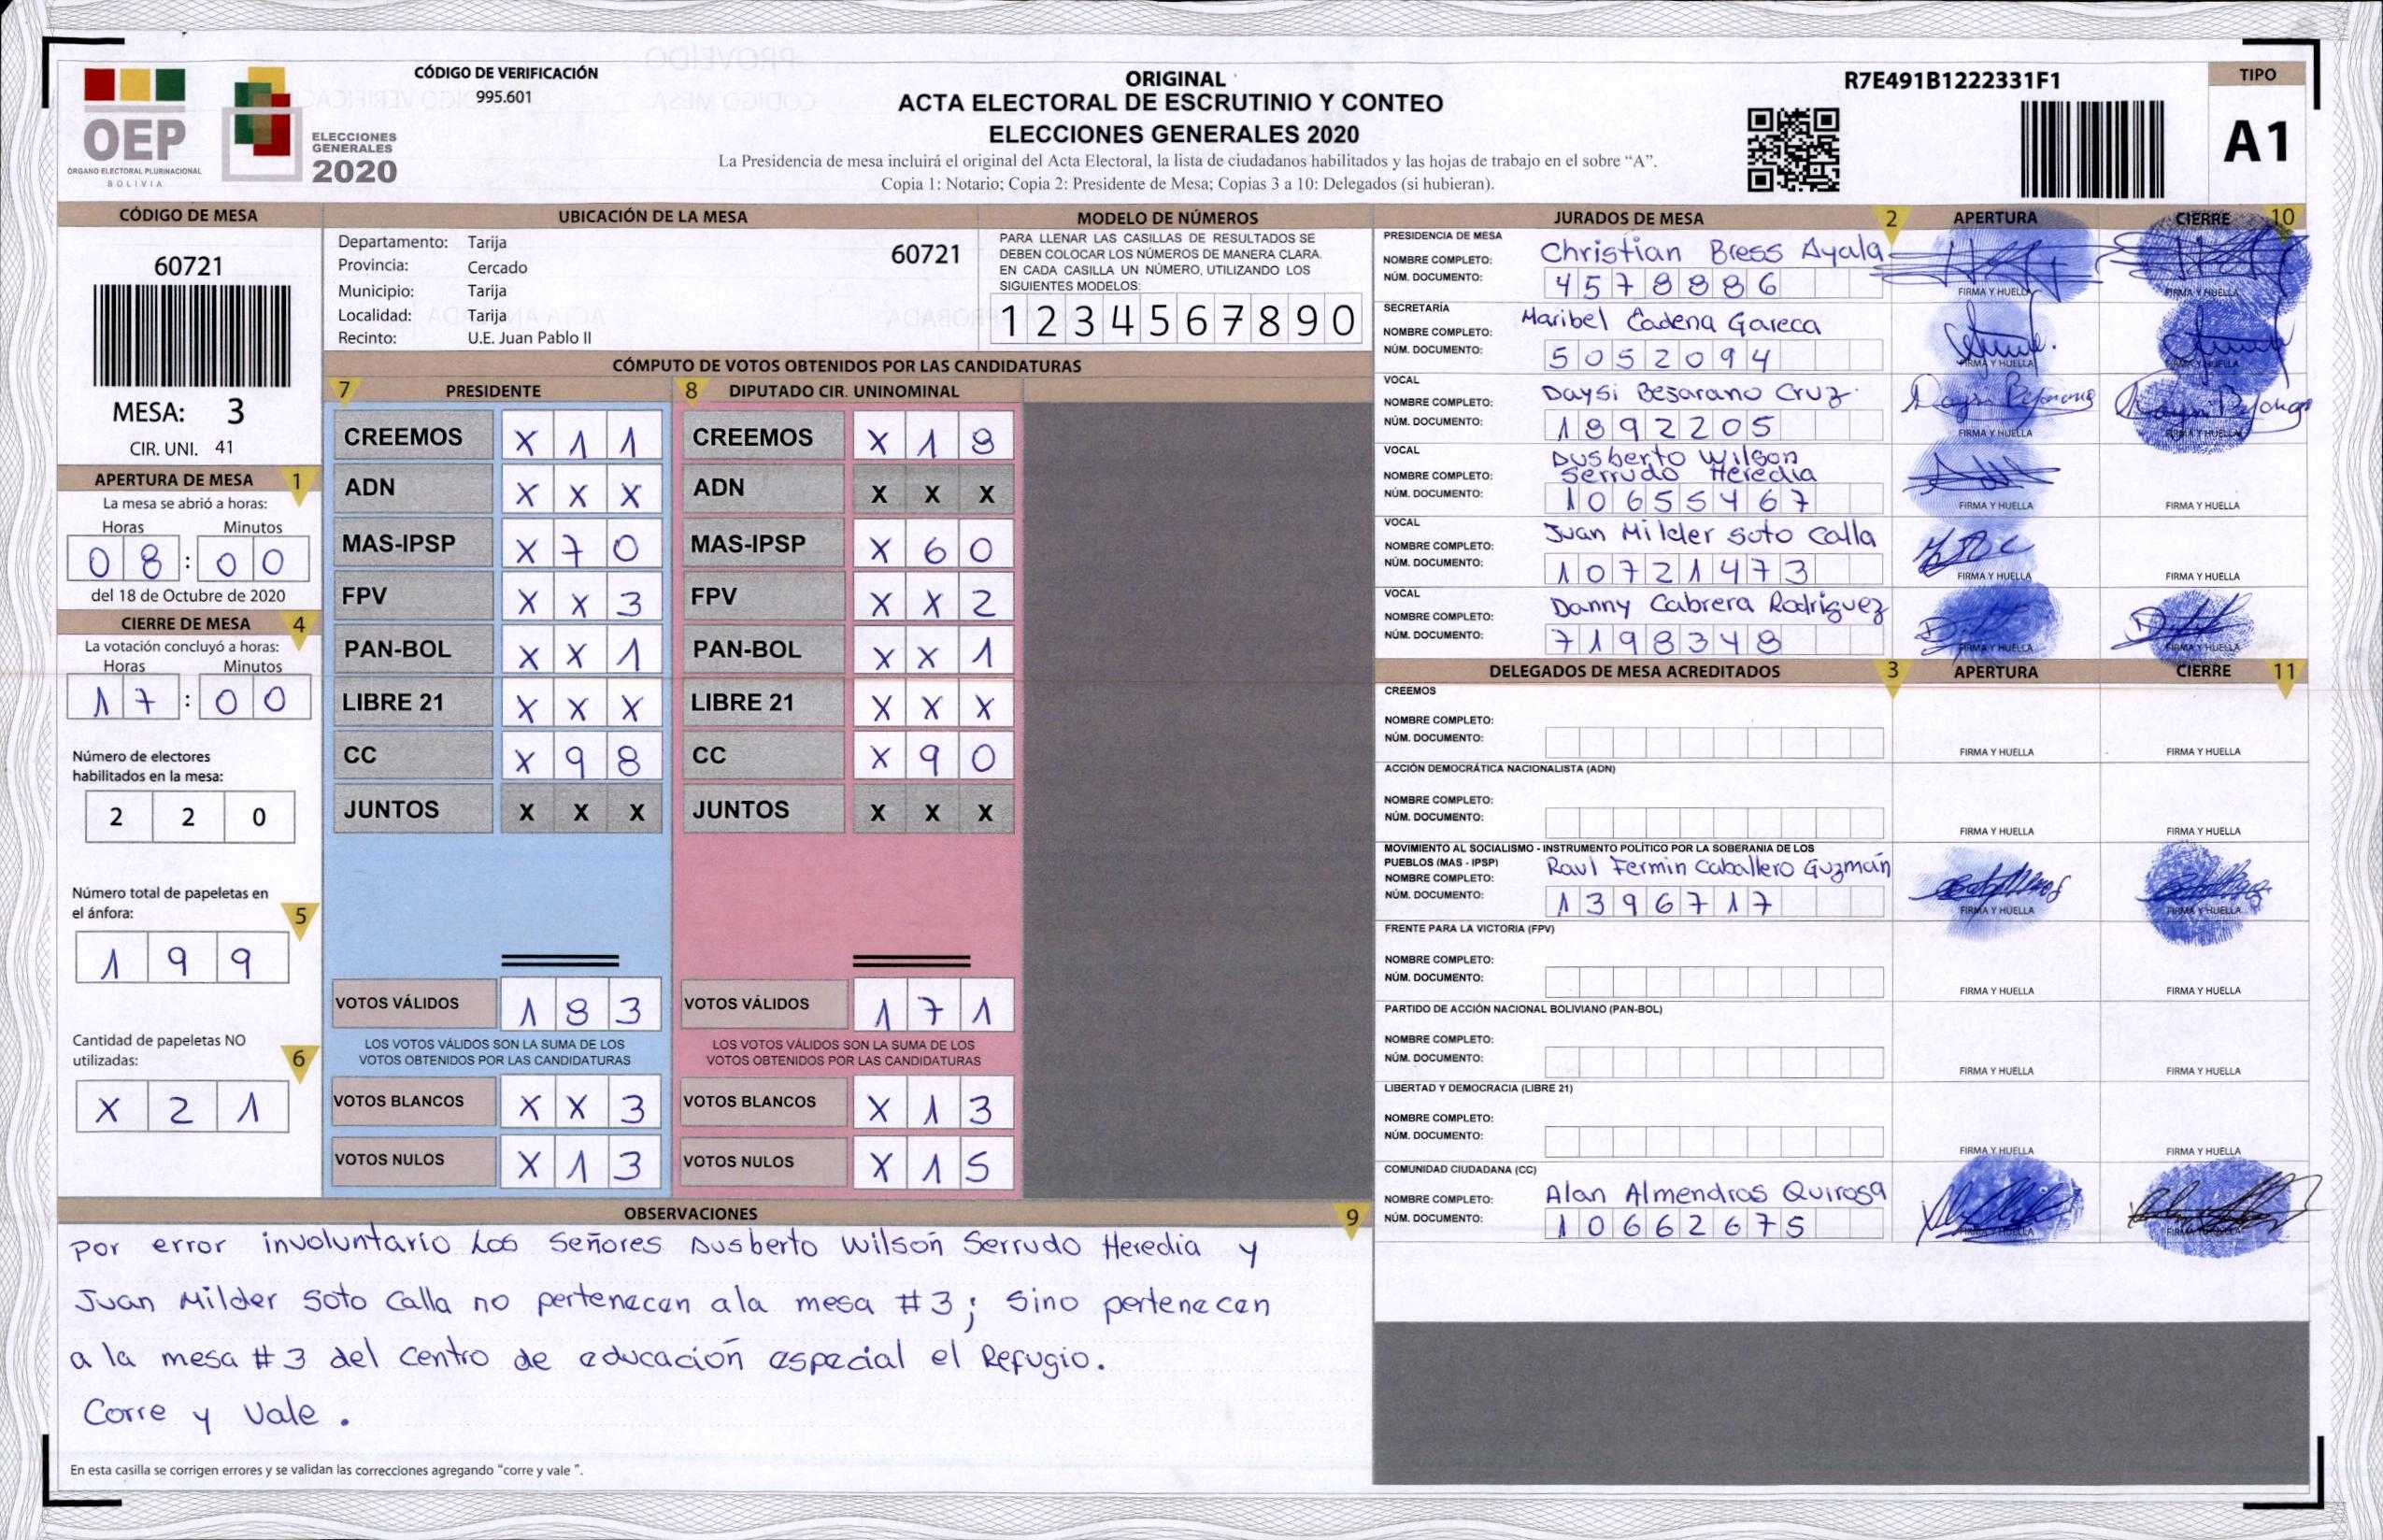 CÓDIGO DE VERIFICACIÓN
995.601
OEP
ÓRGANO ELECTORAL PLURINACIONAL
BOLIVIA
ELECCIONES
GENERALES
2020
ORIGINAL
ACTA ELECTORAL DE ESCRUTINIO Y CONTEO
ELECCIONES GENERALES 2020
La Presidencia de mesa incluirá el original del Acta Electoral, la lista de ciudadanos habilitados y las hojas de trabajo en el sobre “A”.
Copia 1: Notario; Copia 2: Presidente de Mesa; Copias 3 a 10: Delegados (si hubieran).
R7E491B1222331F1
TIPO
A1
CÓDIGO DE MESA
60721
MESA: 3
CIR. UNI. 41
APERTURA DE MESA 1
La mesa se abrió a horas:
Horas Minutos
0 8 : 0 0
del 18 de Octubre de 2020
CIERRE DE MESA 4
La votación concluyó a horas:
Horas Minutos
1 7 : 0 0
Número de electores
habilitados en la mesa:
2 2 0
Número total de papeletas en
el ánfora: 5
1 9 9
Cantidad de papeletas NO
utilizadas: 6
X 2 1
UBICACIÓN DE LA MESA
Departamento: Tarija 60721
Provincia: Cercado
Municipio: Tarija
Localidad: Tarija
Recinto: U.E. Juan Pablo II
MODELO DE NÚMEROS
PARA LLENAR LAS CASILLAS DE RESULTADOS SE
DEBEN COLOCAR LOS NÚMEROS DE MANERA CLARA.
EN CADA CASILLA UN NÚMERO, UTILIZANDO LOS
SIGUIENTES MODELOS:
1 2 3 4 5 6 7 8 9 0
CÓMPUTO DE VOTOS OBTENIDOS POR LAS CANDIDATURAS
7 PRESIDENTE
CREEMOS X 1 1
ADN X X X
MAS-IPSP X 7 0
FPV X X 3
PAN-BOL X X 1
LIBRE 21 X X X
CC X 9 8
JUNTOS X X X
VOTOS VÁLIDOS 1 8 3
LOS VOTOS VÁLIDOS SON LA SUMA DE LOS
VOTOS OBTENIDOS POR LAS CANDIDATURAS
VOTOS BLANCOS X X 3
VOTOS NULOS X 1 3
8 DIPUTADO CIR. UNINOMINAL
CREEMOS X 1 8
ADN X X X
MAS-IPSP X 6 0
FPV X X 2
PAN-BOL X X 1
LIBRE 21 X X X
CC X 9 0
JUNTOS X X X
VOTOS VÁLIDOS 1 7 1
LOS VOTOS VÁLIDOS SON LA SUMA DE LOS
VOTOS OBTENIDOS POR LAS CANDIDATURAS
VOTOS BLANCOS X 1 3
VOTOS NULOS X 1 5
OBSERVACIONES 9
por error involuntario Los Señores Dusberto Wilson Serrudo Heredia y
Juan Milder Soto Calla no pertenecen ala mesa #3; Sino pertenecen
a la mesa #3 del centro de educación especial el Refugio.
Corre y Vale.
En esta casilla se corrigen errores y se validan las correcciones agregando “corre y vale ”.
JURADOS DE MESA 2 APERTURA CIERRE 10
PRESIDENCIA DE MESA
NOMBRE COMPLETO: Christian Bress Ayala
NÚM. DOCUMENTO: 4578886
FIRMA Y HUELLA FIRMA Y HUELLA
SECRETARÍA
NOMBRE COMPLETO: Maribel Cadena Gareca
NÚM. DOCUMENTO: 5052094
FIRMA Y HUELLA FIRMA Y HUELLA
VOCAL
NOMBRE COMPLETO: Daysi Besarano Cruz
NÚM. DOCUMENTO: 1892205
FIRMA Y HUELLA FIRMA Y HUELLA
VOCAL
Dusberto Wilson
NOMBRE COMPLETO: Serrudo Heredia
NÚM. DOCUMENTO: 10655467
FIRMA Y HUELLA FIRMA Y HUELLA
VOCAL
NOMBRE COMPLETO: Juan Milder Soto Calla
NÚM. DOCUMENTO: 10721473
FIRMA Y HUELLA FIRMA Y HUELLA
VOCAL
NOMBRE COMPLETO: Danny Cabrera Rodriguez
NÚM. DOCUMENTO: 7198348
FIRMA Y HUELLA FIRMA Y HUELLA
DELEGADOS DE MESA ACREDITADOS 3 APERTURA CIERRE 11
CREEMOS
NOMBRE COMPLETO:
NÚM. DOCUMENTO:
FIRMA Y HUELLA FIRMA Y HUELLA
ACCIÓN DEMOCRÁTICA NACIONALISTA (ADN)
NOMBRE COMPLETO:
NÚM. DOCUMENTO:
FIRMA Y HUELLA FIRMA Y HUELLA
MOVIMIENTO AL SOCIALISMO - INSTRUMENTO POLÍTICO POR LA SOBERANIA DE LOS
PUEBLOS (MAS - IPSP)
NOMBRE COMPLETO: Raul Fermin Caballero Guzmán
NÚM. DOCUMENTO: 1396717
FIRMA Y HUELLA FIRMA Y HUELLA
FRENTE PARA LA VICTORIA (FPV)
NOMBRE COMPLETO:
NÚM. DOCUMENTO:
FIRMA Y HUELLA FIRMA Y HUELLA
PARTIDO DE ACCIÓN NACIONAL BOLIVIANO (PAN-BOL)
NOMBRE COMPLETO:
NÚM. DOCUMENTO:
FIRMA Y HUELLA FIRMA Y HUELLA
LIBERTAD Y DEMOCRACIA (LIBRE 21)
NOMBRE COMPLETO:
NÚM. DOCUMENTO:
FIRMA Y HUELLA FIRMA Y HUELLA
COMUNIDAD CIUDADANA (CC)
NOMBRE COMPLETO: Alan Almendras Quiroga
NÚM. DOCUMENTO: 10662675
FIRMA Y HUELLA FIRMA Y HUELLA